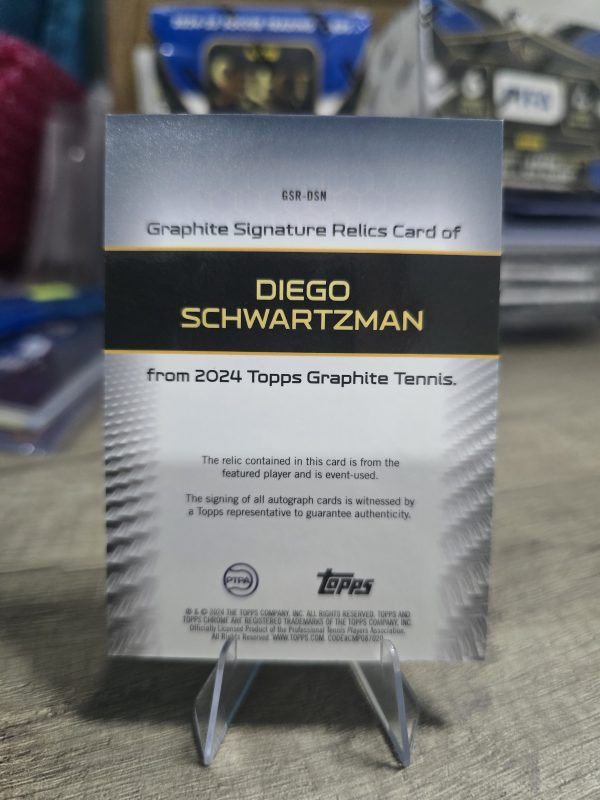 GSR-DSN
Graphite Signature Relics Card of
DIEGO
SCHWARTZMAN
from 2024 Topps Graphite Tennis.
The relic contained in this card is from the
featured player and is event-used.
The signing of all autograph cards is witnessed by
a Topps representative to guarantee authenticity.
PTPA
topps
® & © 2024 THE TOPPS COMPANY, INC. ALL RIGHTS RESERVED. TOPPS AND
TOPPS CHROME ARE REGISTERED TRADEMARKS OF THE TOPPS COMPANY, INC.
Officially Licensed Product of the Professional Tennis Players Association.
All Rights Reserved. WWW.TOPPS.COM. CODE#CMP087020